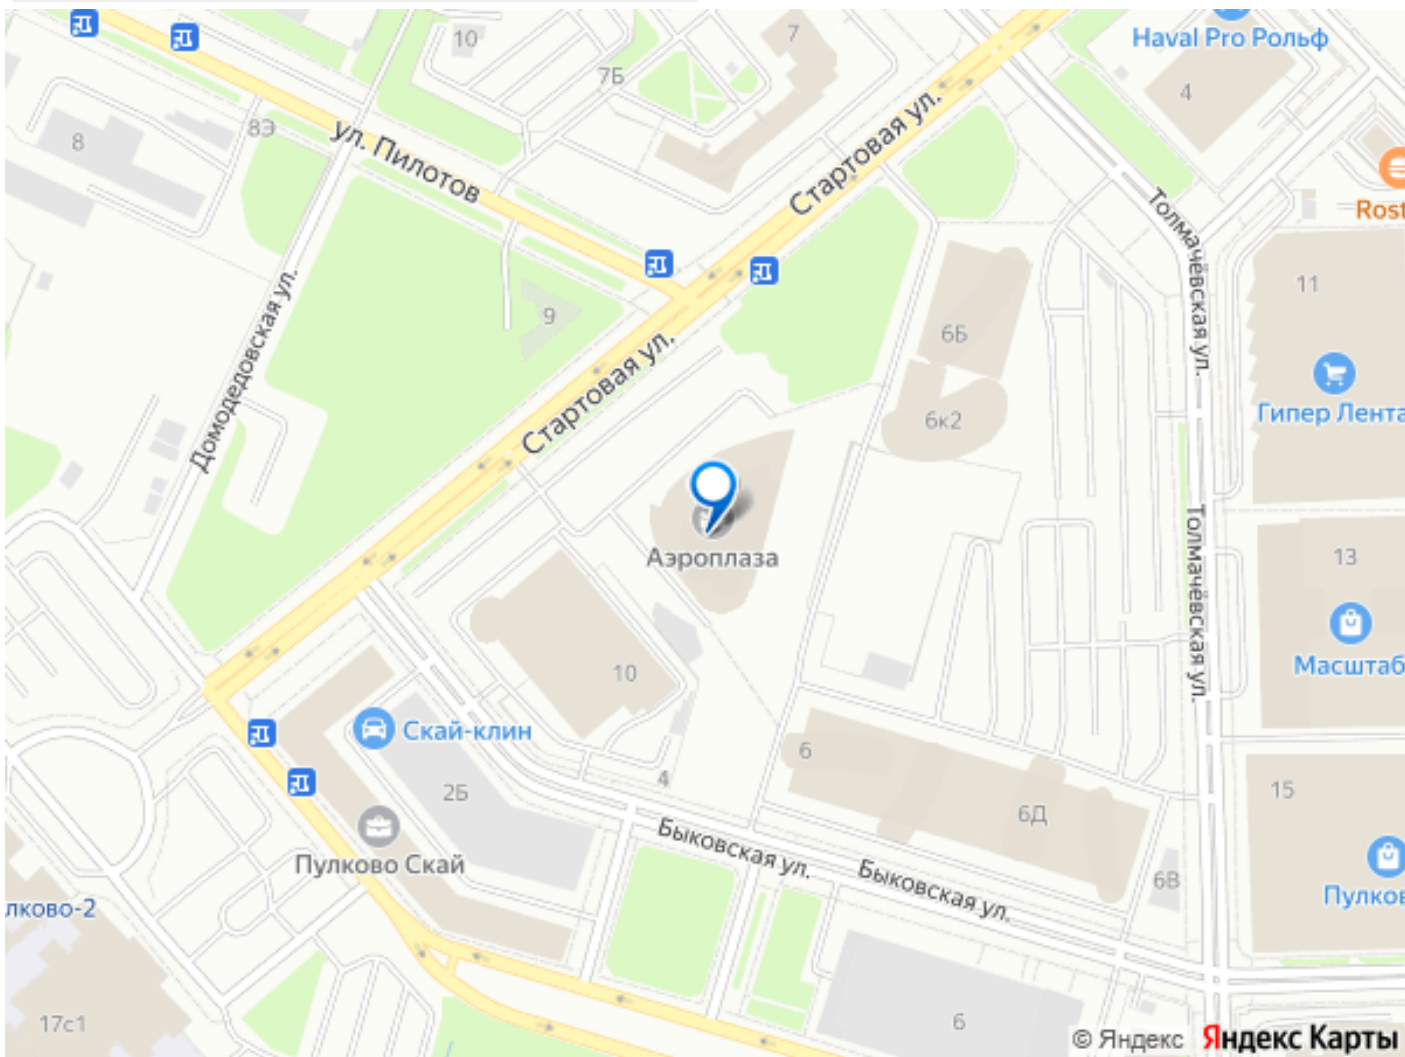 10
7
Haval Pro Рольф
7Б
4
8
8Э
ул. Пилотов
Стартовая ул.
Толмачёвская ул.
Rost
11
9
6Б
Домодедовская ул.
Стартовая ул.
6к2
Гипер Лента
Аэроплаза
Толмачёвская ул.
13
Масштаб
10
Скай-клин
2Б
4
6
6Д
15
Быковская ул.
Быковская ул.
6В
Пулково Скай
Пулков
лково-2
17с1
6
© Яндекс Яндекс Карты